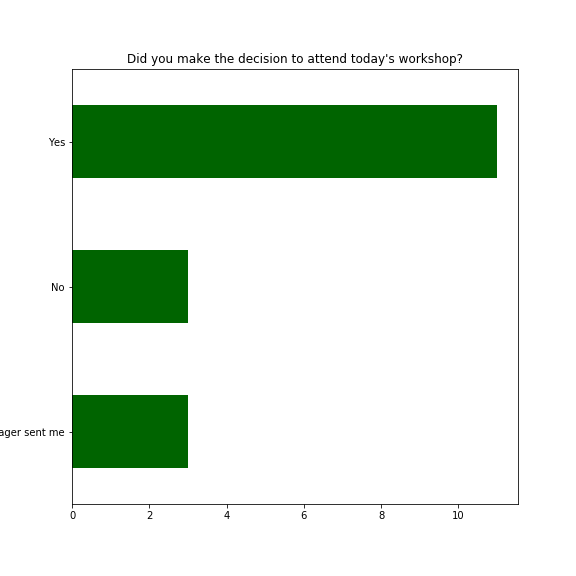 Did you make the decision to attend today's workshop?
Yes
No
ager sent me
0 2 4 6 8 10